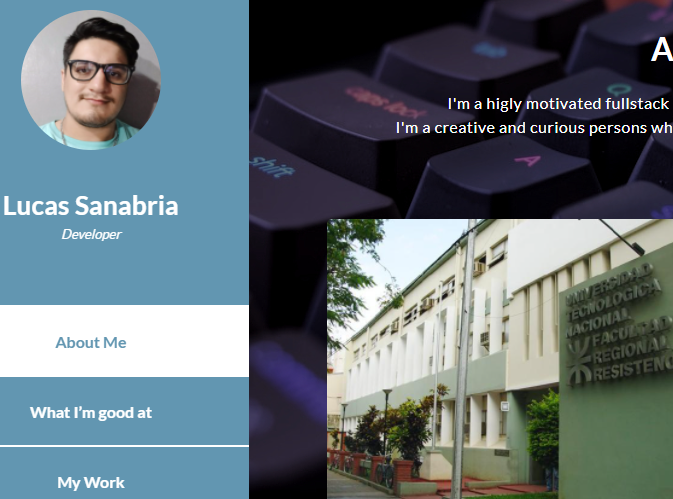 Lucas Sanabria
Developer
About Me
What I'm good at
My Work
A
I'm a higly motivated fullstack
I'm a creative and curious persons wh
caps lock
shift
A
UNIVERSIDAD
TECNOLOGICA
NACIONAL
FACULTAD
REGIONAL
RESISTENC